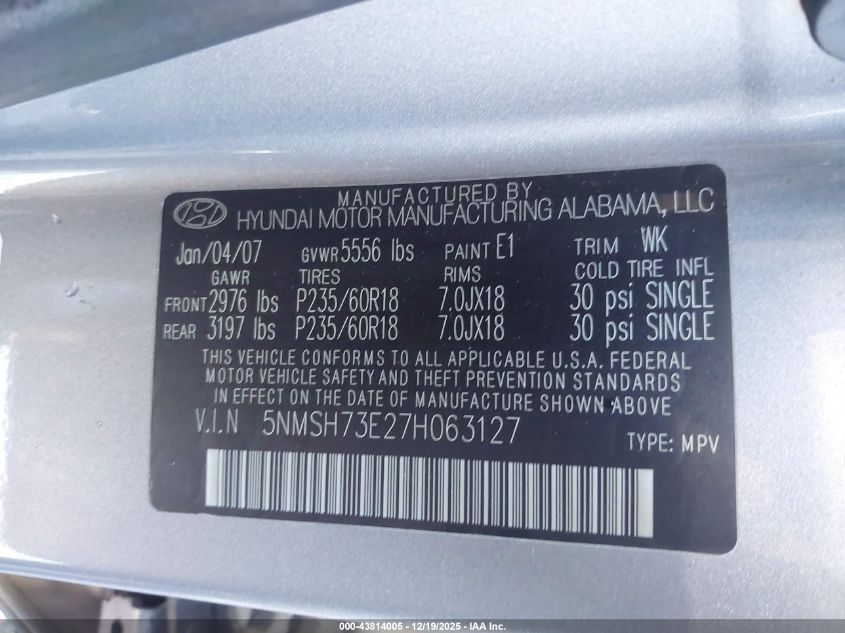 MANUFACTURED BY
HYUNDAI MOTOR MANUFACTURING ALABAMA, LLC
Jan/04/07 GVWR 5556 lbs PAINT E1 TRIM WK
GAWR TIRES RIMS COLD TIRE INFL
FRONT 2976 lbs P235/60R18 7.0JX18 30 psi SINGLE
REAR 3197 lbs P235/60R18 7.0JX18 30 psi SINGLE
THIS VEHICLE CONFORMS TO ALL APPLICABLE U.S.A. FEDERAL
MOTOR VEHICLE SAFETY AND THEFT PREVENTION STANDARDS
IN EFFECT ON THE DATE OF MANUFACTURE SHOWN ABOVE
V.I.N 5NMSH73E27H063127
TYPE: MPV
000-43814005 - 12/19/2025 - IAA Inc.